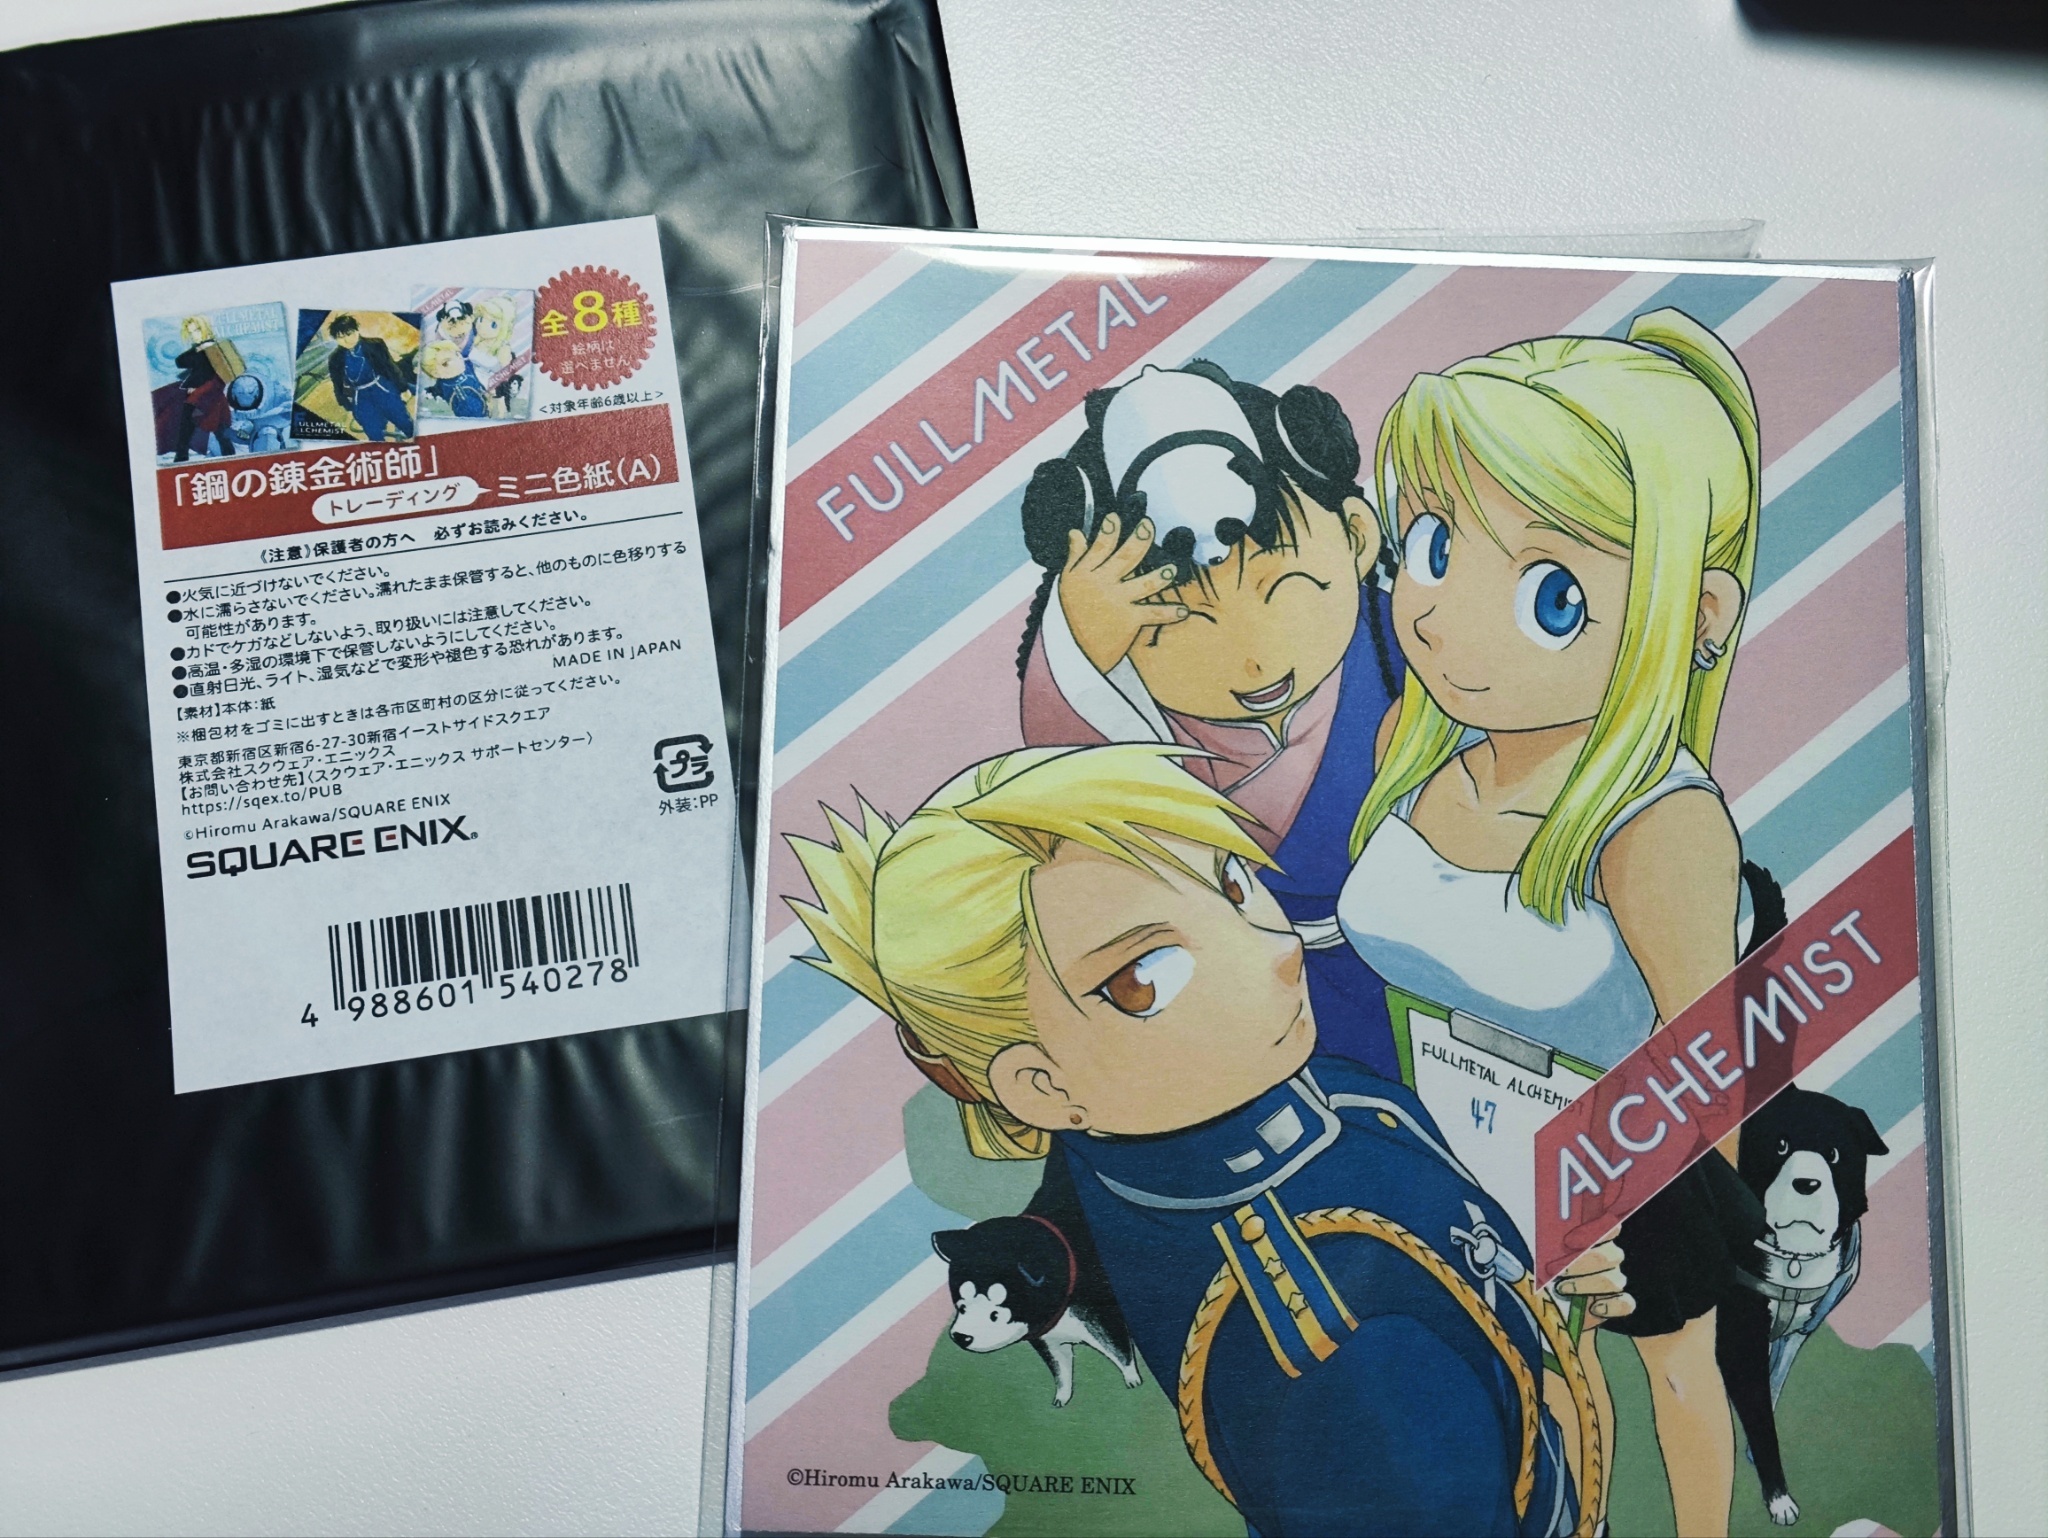 全8種
絵柄は
選べません
<対象年齢6歳以上>
FULLMETAL
ALCHEMIST
「鋼の錬金術師」
トレーディング ミニ色紙(A)
《注意》保護者の方へ 必ずお読みください。
●火気に近づけないでください。
●水に濡らさないでください。濡れたまま保管すると、他のものに色移りする
可能性があります。
●カドでケガなどしないよう、取り扱いには注意してください。
●高温・多湿の環境下で保管しないようにしてください。
●直射日光、ライト、湿気などで変形や褪色する恐れがあります。
MADE IN JAPAN
【素材】本体:紙
※梱包材をゴミに出すときは各市区町村の区分に従ってください。
東京都新宿区新宿6-27-30新宿イーストサイドスクエア
株式会社スクウェア・エニックス
【お問い合わせ先】〈スクウェア・エニックス サポートセンター〉
https://sqex.to/PUB
プラ
外装:PP
©Hiromu Arakawa/SQUARE ENIX
SQUARE ENIX®
4 988601 540278
FULLMETAL
FULLMETAL ALCHEMIST
47
ALCHEMIST
©Hiromu Arakawa/SQUARE ENIX